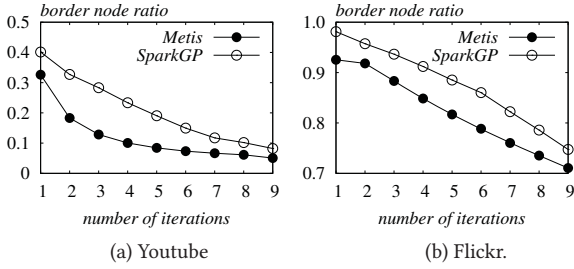 border node ratio
0.5
0.4
0.3
0.2
0.1
0
Metis
SparkGP
1 2 3 4 5 6 7 8 9
number of iterations
(a) Youtube
border node ratio
1.0
0.9
0.8
0.7
Metis
SparkGP
1 2 3 4 5 6 7 8 9
number of iterations
(b) Flickr.